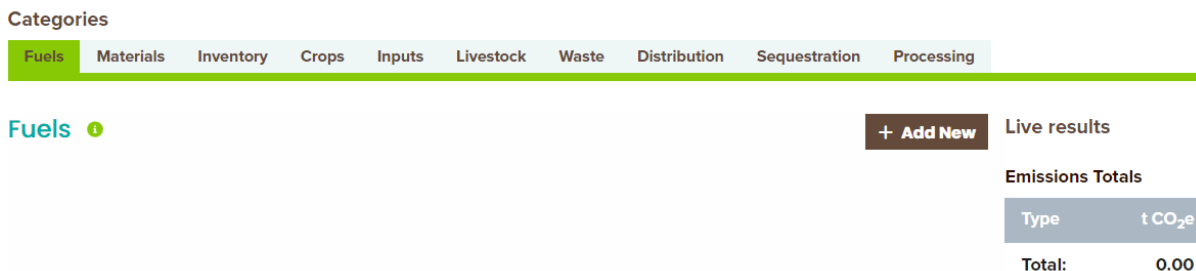 Categories
Fuels Materials Inventory Crops Inputs Livestock Waste Distribution Sequestration Processing
Fuels i + Add New Live results
Emissions Totals
Type t CO₂e
Total: 0.00